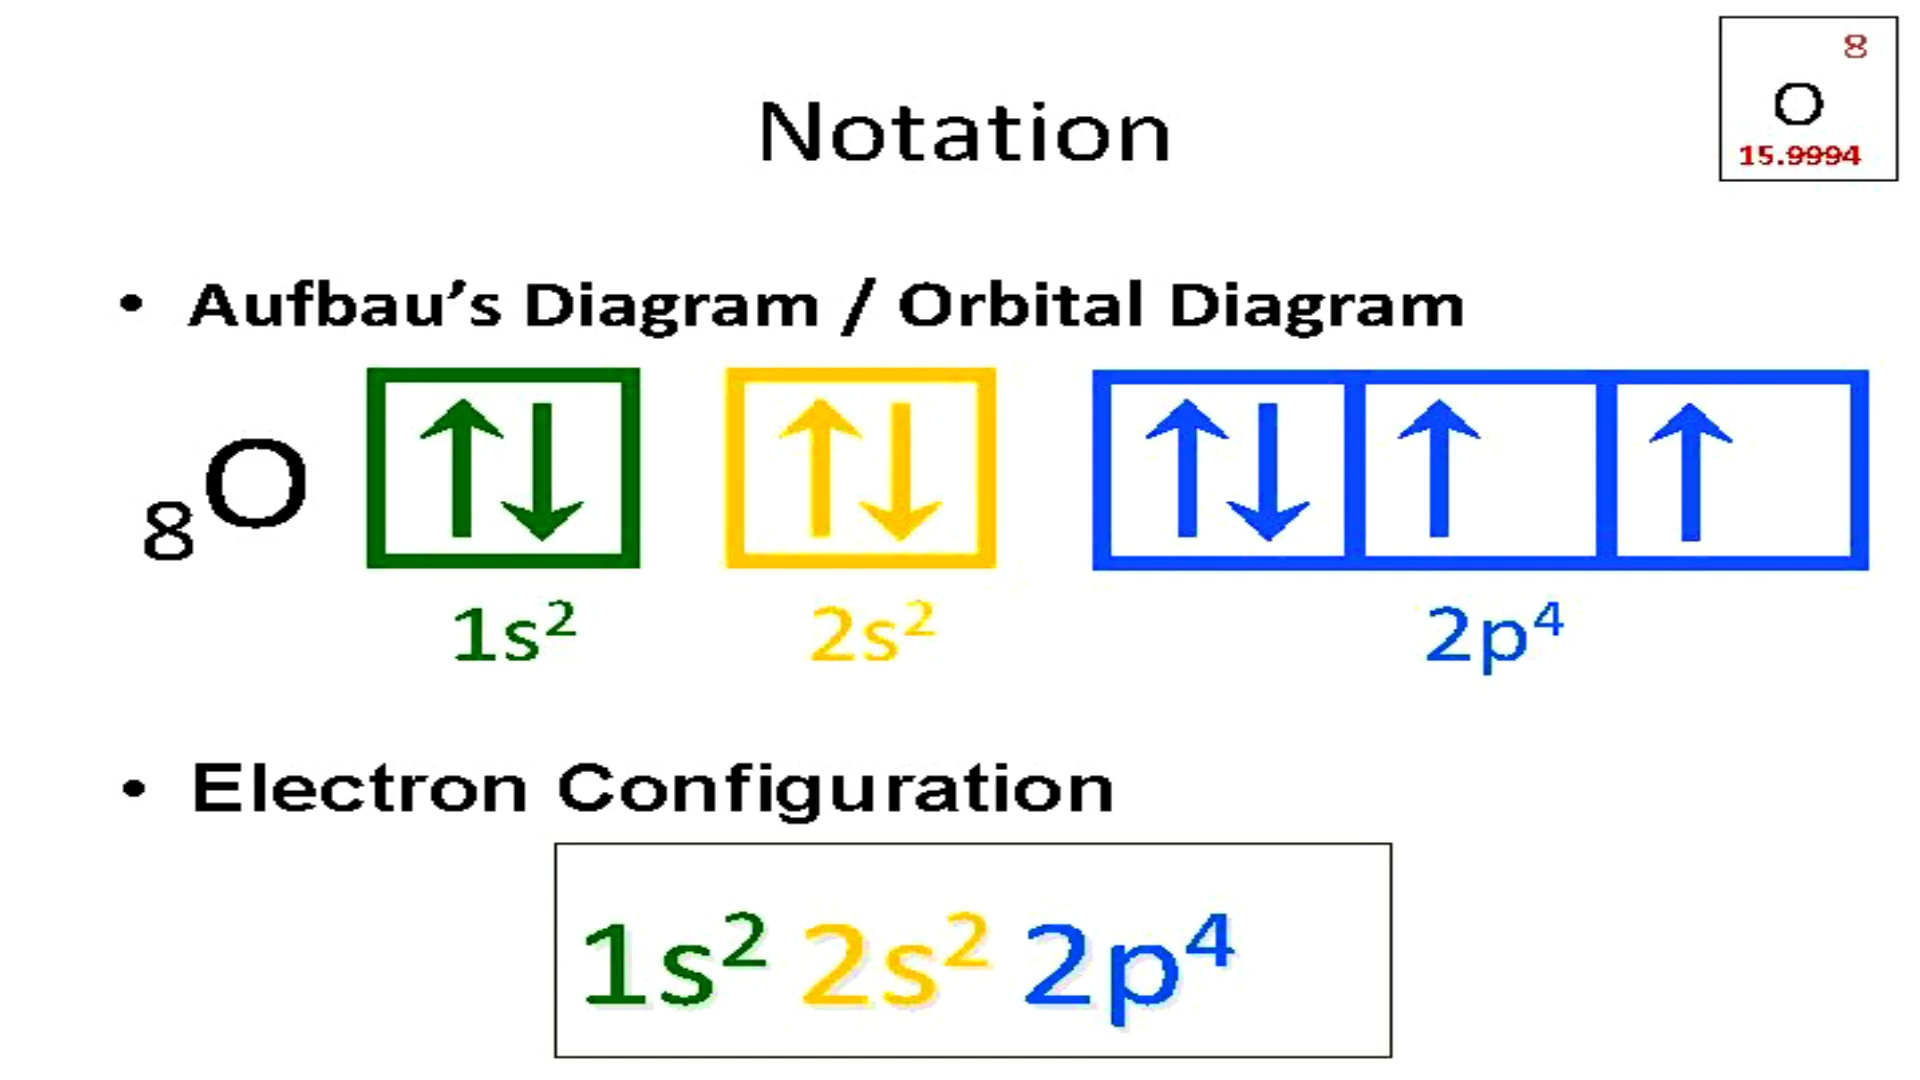 8
O
15.9994
Notation
• Aufbau’s Diagram / Orbital Diagram
₈O
1s² 2s² 2p⁴
• Electron Configuration
1s² 2s² 2p⁴